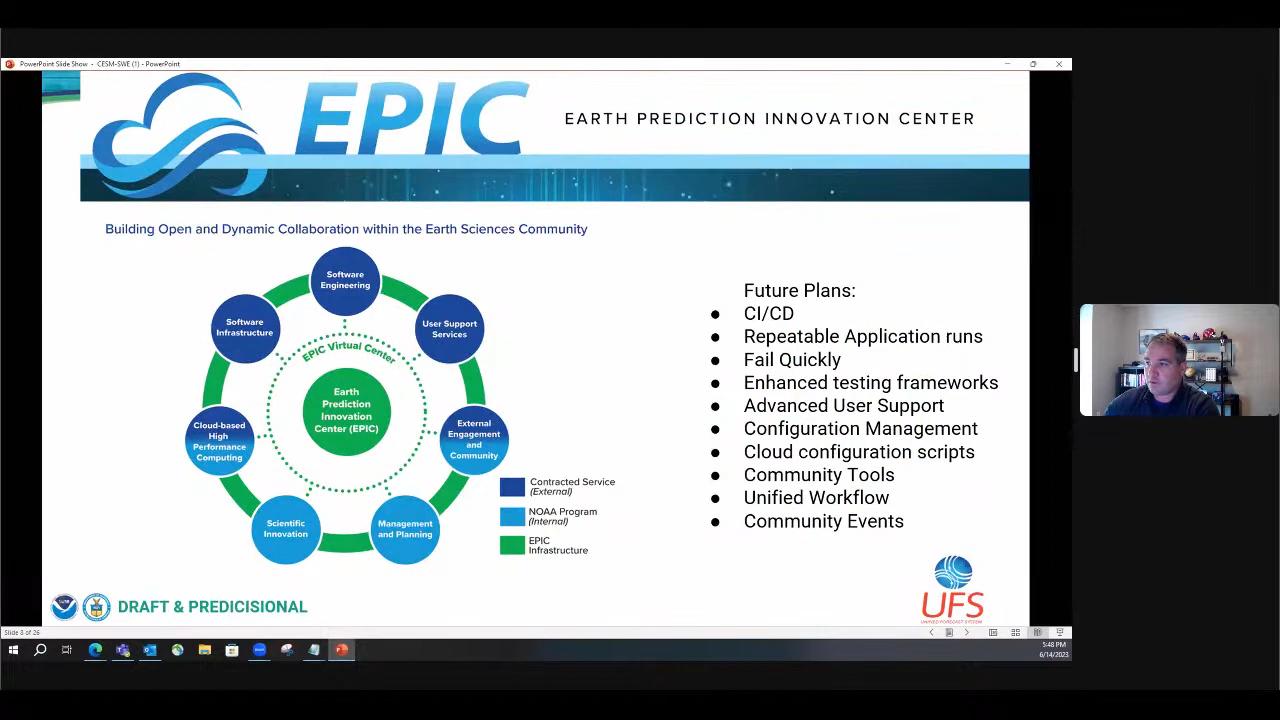 PowerPoint Slide Show - CESM-SWE (1) - PowerPoint
EPIC
EARTH PREDICTION INNOVATION CENTER
Building Open and Dynamic Collaboration within the Earth Sciences Community
Software
Engineering
Software
Infrastructure
User Support
Services
EPIC Virtual Center
Earth
Prediction
Innovation
Center (EPIC)
Cloud-based
High
Performance
Computing
External
Engagement
and
Community
Scientific
Innovation
Management
and Planning
Contracted Service
(External)
NOAA Program
(Internal)
EPIC
Infrastructure
Future Plans:
● CI/CD
● Repeatable Application runs
● Fail Quickly
● Enhanced testing frameworks
● Advanced User Support
● Configuration Management
● Cloud configuration scripts
● Community Tools
● Unified Workflow
● Community Events
DRAFT & PREDICISIONAL
UFS
UNIFIED FORECAST SYSTEM
Slide 8 of 26
5:48 PM
6/14/2023